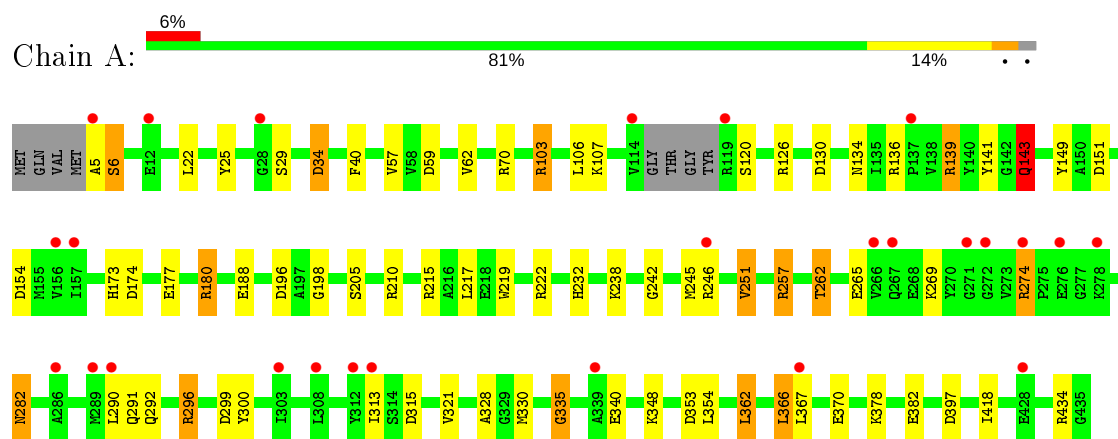 6%
Chain A:
81% 14% • •
MET GLN VAL MET A5 S6 E12 L22 Y25 G28 S29 D34 F40 V57 V58 D59 V62 R70 R103 L106 K107 V114 GLY THR GLY TYR R119 S120 R126 D130 N134 I135 R136 P137 V138 R139 Y140 Y141 G142 Q143 Y149 A150 D151
D154 M155 V156 I157 H173 D174 E177 R180 E188 D196 A197 G198 S205 R210 R215 A216 L217 E218 W219 R222 H232 K238 G242 M245 R246 V251 R257 T262 E265 V266 Q267 E268 K269 Y270 G271 G272 V273 R274 P275 E276 G277 K278
N282 A286 M289 L290 Q291 Q292 R296 D299 Y300 I303 L308 Y312 I313 S314 D315 V321 A328 G329 M330 G335 A339 E340 K348 D353 L354 L362 L366 L367 E370 K378 E382 D397 I418 E428 R434 G435